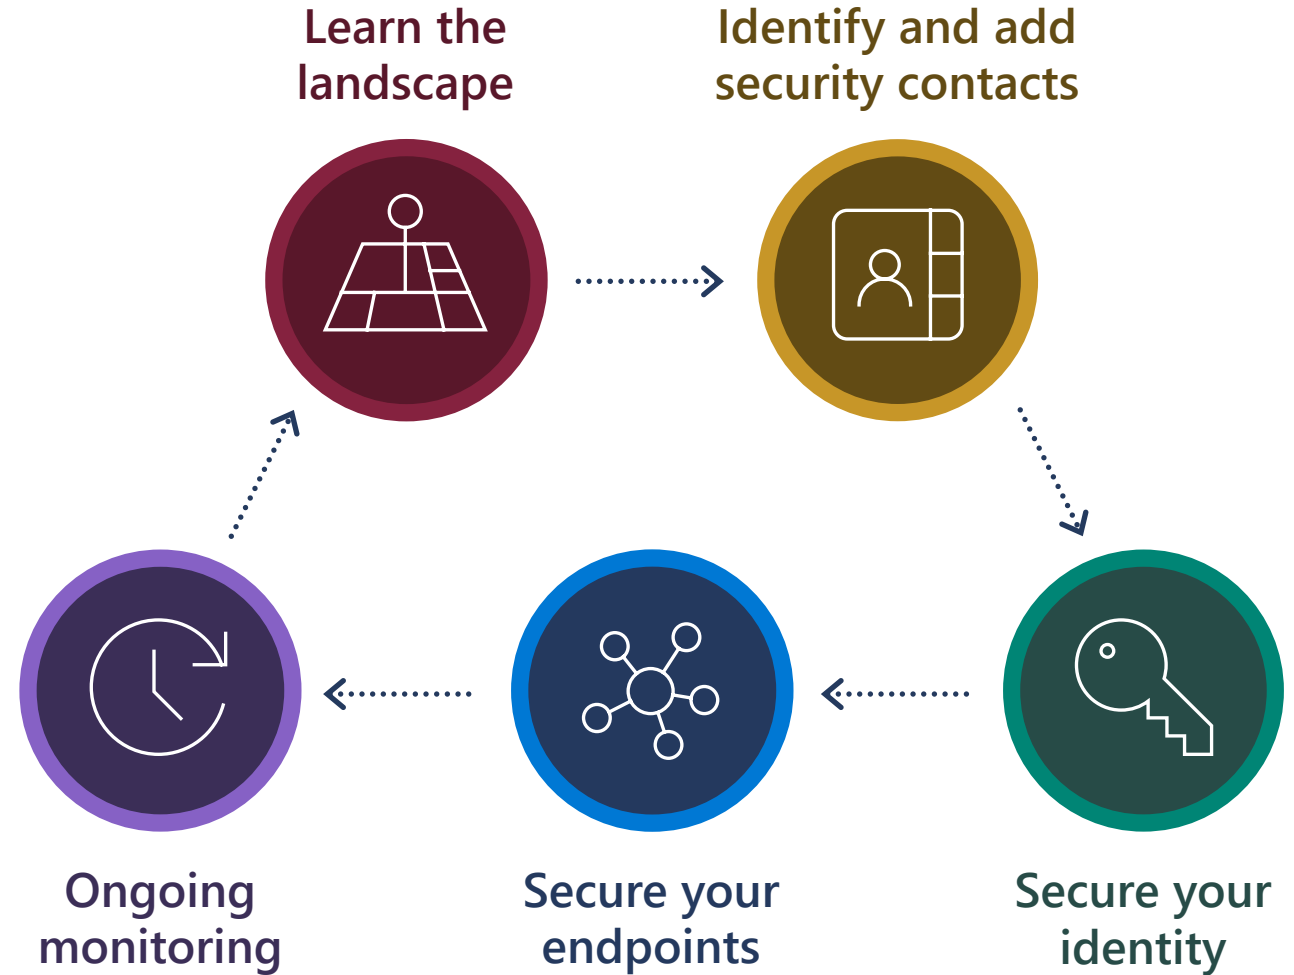 Learn the
landscape
Identify and add
security contacts
Ongoing
monitoring
Secure your
endpoints
Secure your
identity